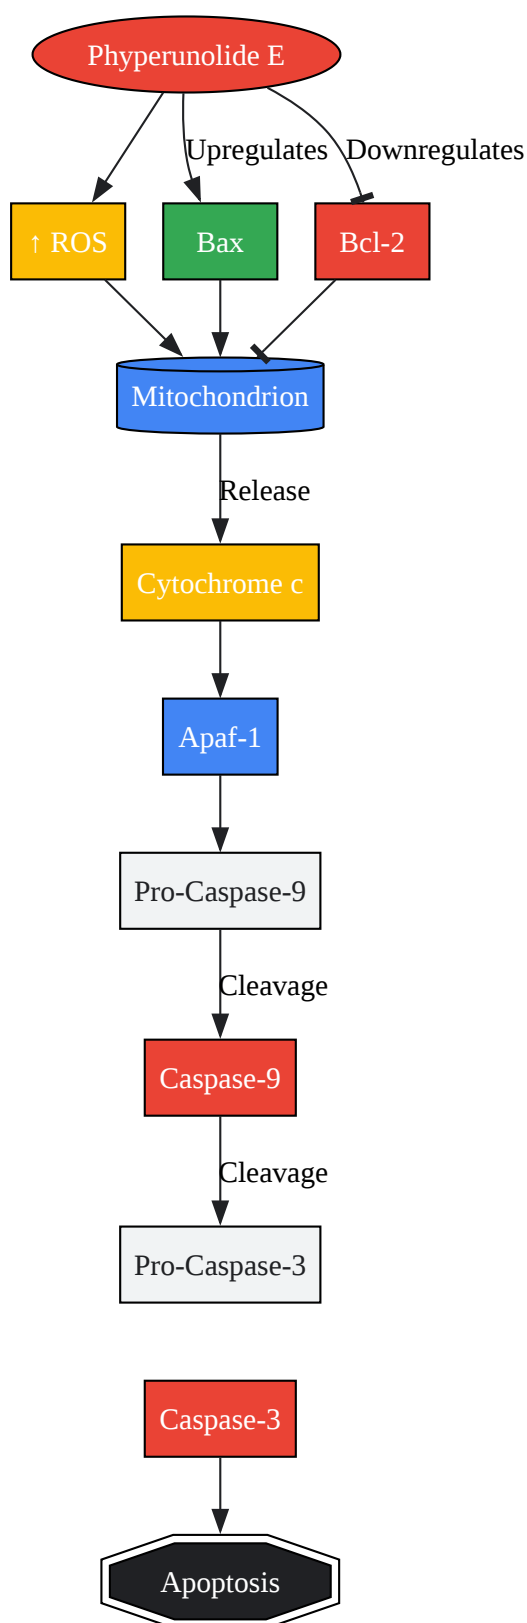 Phyperunolide E
Upregulates
Downregulates
↑ ROS
Bax
Bcl-2
Mitochondrion
Release
Cytochrome c
Apaf-1
Pro-Caspase-9
Cleavage
Caspase-9
Cleavage
Pro-Caspase-3
Caspase-3
Apoptosis